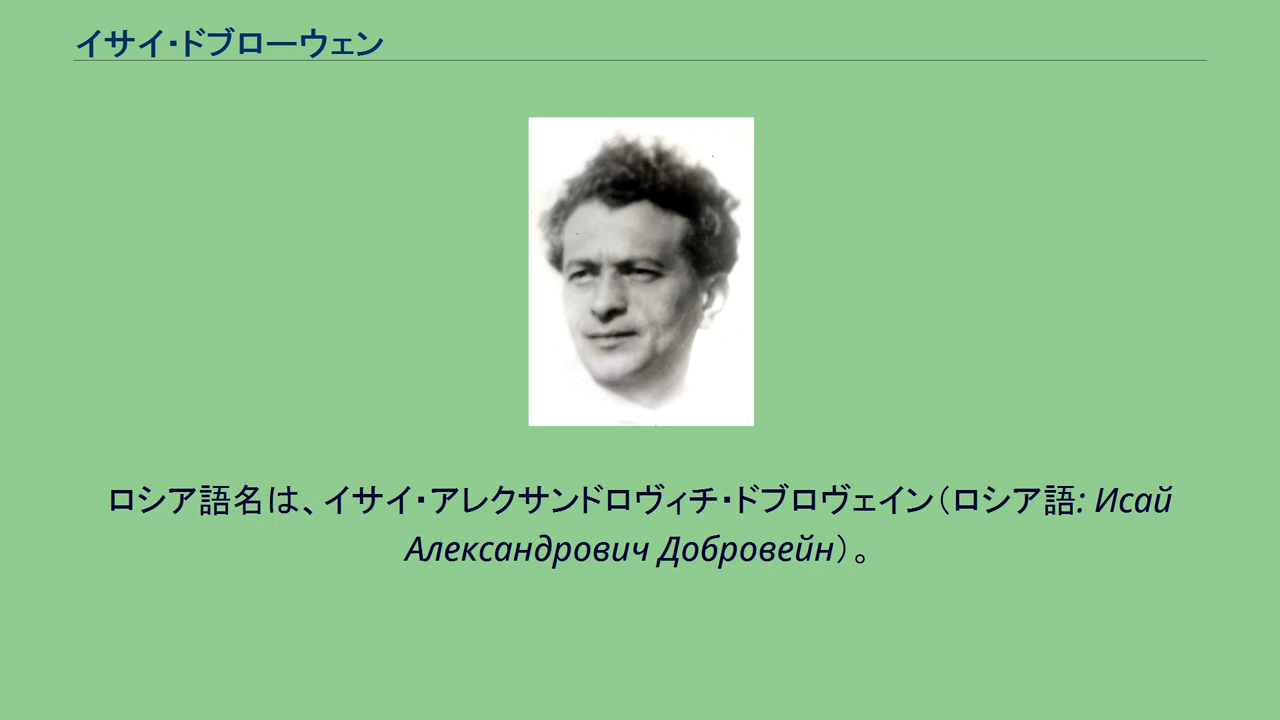 イサイ・ドブローウェン
ロシア語名は、イサイ・アレクサンドロヴィチ・ドブロヴェイン（ロシア語: Исай
Александрович Добровейн）。